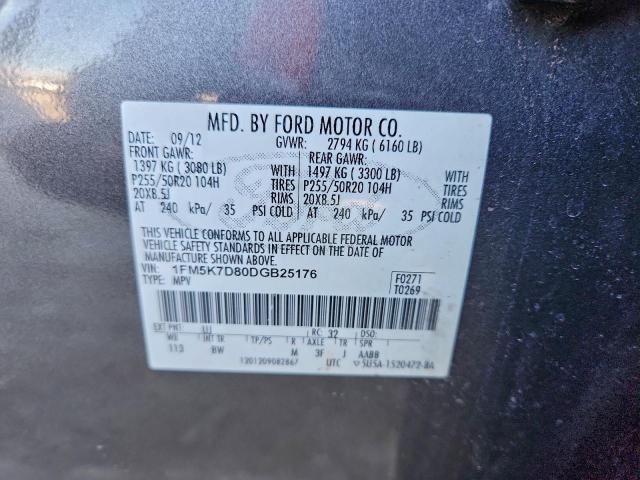 MFD. BY FORD MOTOR CO.
DATE: 09/12 GVWR: 2794 KG ( 6160 LB)
FRONT GAWR: REAR GAWR:
1397 KG ( 3080 LB) 1497 KG ( 3300 LB)
P255/50R20 104H TIRES P255/50R20 104H
20X8.5J RIMS 20X8.5J
AT 240 kPa/ 35 PSI COLD AT 240 kPa/ 35 PSI COLD
WITH
TIRES
RIMS
THIS VEHICLE CONFORMS TO ALL APPLICABLE FEDERAL MOTOR
VEHICLE SAFETY STANDARDS IN EFFECT ON THE DATE OF
MANUFACTURE SHOWN ABOVE.
VIN: 1FM5K7D80DGB25176
TYPE: MPV
F0271
T0269
EXT PNT: UJ RC: 32 DSO:
WB INT TR TP/PS R AXLE TR SPR
113 BW M 3F J AABB
1201209082867 UTC 5U5A-1520472-BA